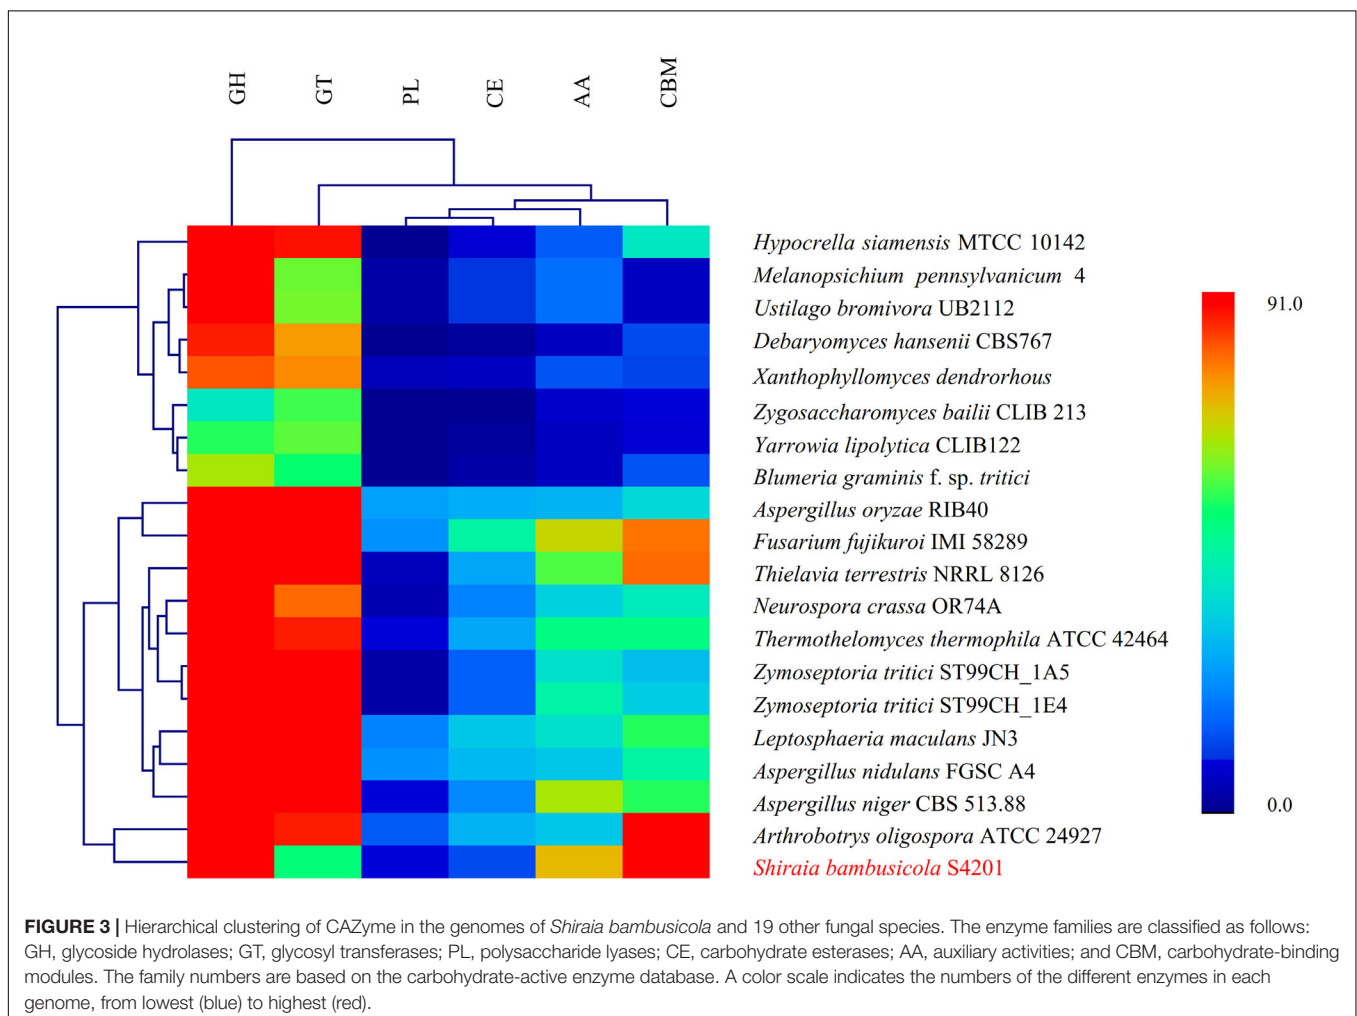 GH GT PL CE AA CBM
Hypocrella siamensis MTCC 10142
Melanopsichium pennsylvanicum 4
Ustilago bromivora UB2112
Debaryomyces hansenii CBS767
Xanthophyllomyces dendrorhous
Zygosaccharomyces bailii CLIB 213
Yarrowia lipolytica CLIB122
Blumeria graminis f. sp. tritici
Aspergillus oryzae RIB40
Fusarium fujikuroi IMI 58289
Thielavia terrestris NRRL 8126
Neurospora crassa OR74A
Thermothelomyces thermophila ATCC 42464
Zymoseptoria tritici ST99CH_1A5
Zymoseptoria tritici ST99CH_1E4
Leptosphaeria maculans JN3
Aspergillus nidulans FGSC A4
Aspergillus niger CBS 513.88
Arthrobotrys oligospora ATCC 24927
Shiraia bambusicola S4201
91.0
0.0
FIGURE 3 | Hierarchical clustering of CAZyme in the genomes of Shiraia bambusicola and 19 other fungal species. The enzyme families are classified as follows:
GH, glycoside hydrolases; GT, glycosyl transferases; PL, polysaccharide lyases; CE, carbohydrate esterases; AA, auxiliary activities; and CBM, carbohydrate-binding
modules. The family numbers are based on the carbohydrate-active enzyme database. A color scale indicates the numbers of the different enzymes in each
genome, from lowest (blue) to highest (red).